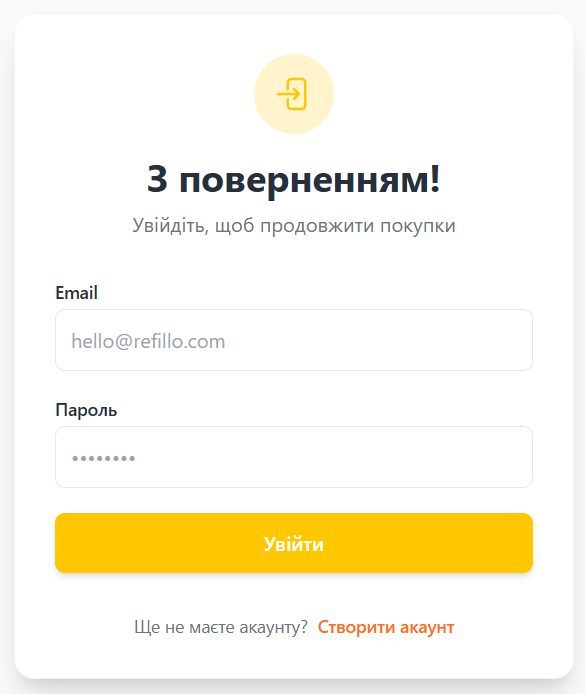 З поверненням!
Увійдіть, щоб продовжити покупки
Email
hello@refillo.com
Пароль
••••••••
Увійти
Ще не маєте акаунту? Створити акаунт